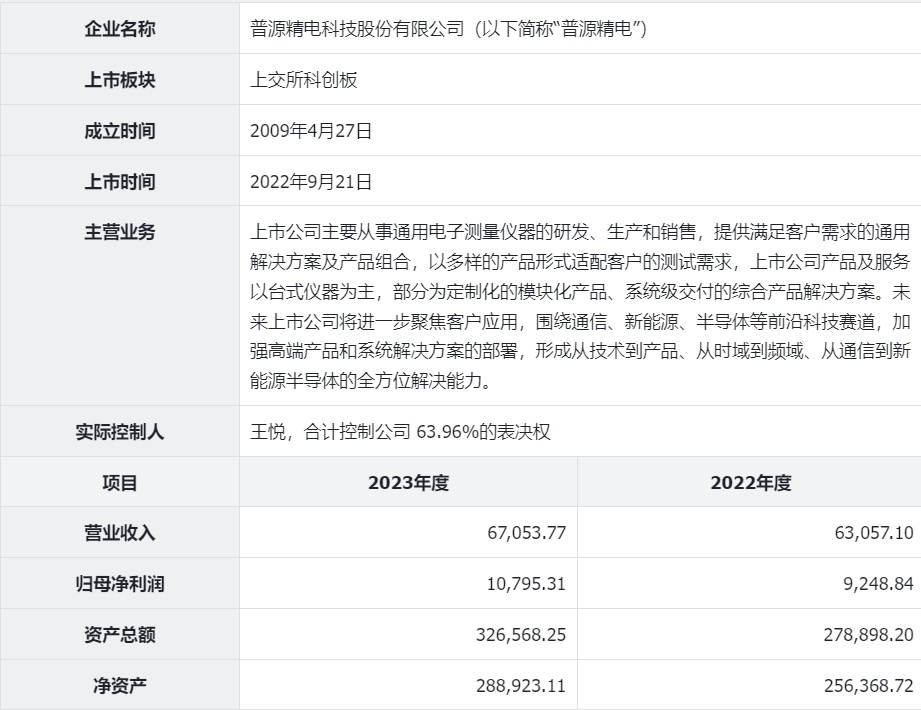 企业名称 普源精电科技股份有限公司（以下简称“普源精电”）
上市板块 上交所科创板
成立时间 2009年4月27日
上市时间 2022年9月21日
主营业务 上市公司主要从事通用电子测量仪器的研发、生产和销售，提供满足客户需求的通用
解决方案及产品组合，以多样的产品形式适配客户的测试需求，上市公司产品及服务
以台式仪器为主，部分为定制化的模块化产品、系统级交付的综合产品解决方案。未
来上市公司将进一步聚焦客户应用，围绕通信、新能源、半导体等前沿科技赛道，加
强高端产品和系统解决方案的部署，形成从技术到产品、从时域到频域、从通信到新
能源半导体的全方位解决能力。
实际控制人 王悦，合计控制公司 63.96%的表决权
项目 2023年度 2022年度
营业收入 67,053.77 63,057.10
归母净利润 10,795.31 9,248.84
资产总额 326,568.25 278,898.20
净资产 288,923.11 256,368.72